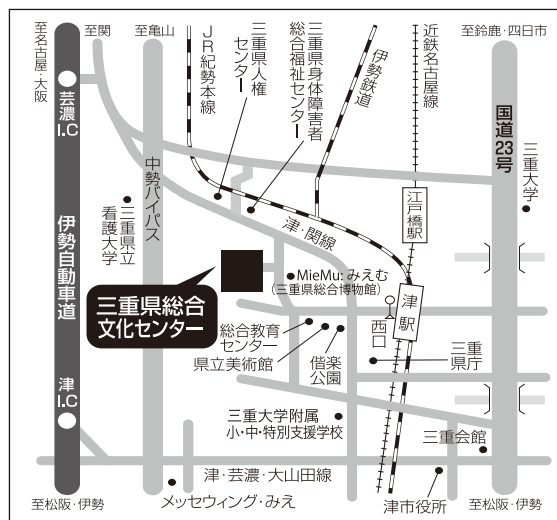 至名古屋・大阪
至関
至亀山
JR紀勢本線
三重県人権
センター
三重県身体障害者
総合福祉センター
伊勢鉄道
近鉄名古屋線
至鈴鹿・四日市
芸濃
I.C
国道23号
三重大学
中勢バイパス
三重県立
看護大学
江戸橋駅
伊勢自動車道
津・関線
MieMu:みえむ
(三重県総合博物館)
三重県総合
文化センター
津駅
西口
総合教育
センター
県立美術館
偕楽
公園
三重
県庁
津
I.C
三重大学附属
小・中・特別支援学校
三重会館
津・芸濃・大山田線
至松阪・伊勢
メッセウィング・みえ
津市役所
至松阪・伊勢